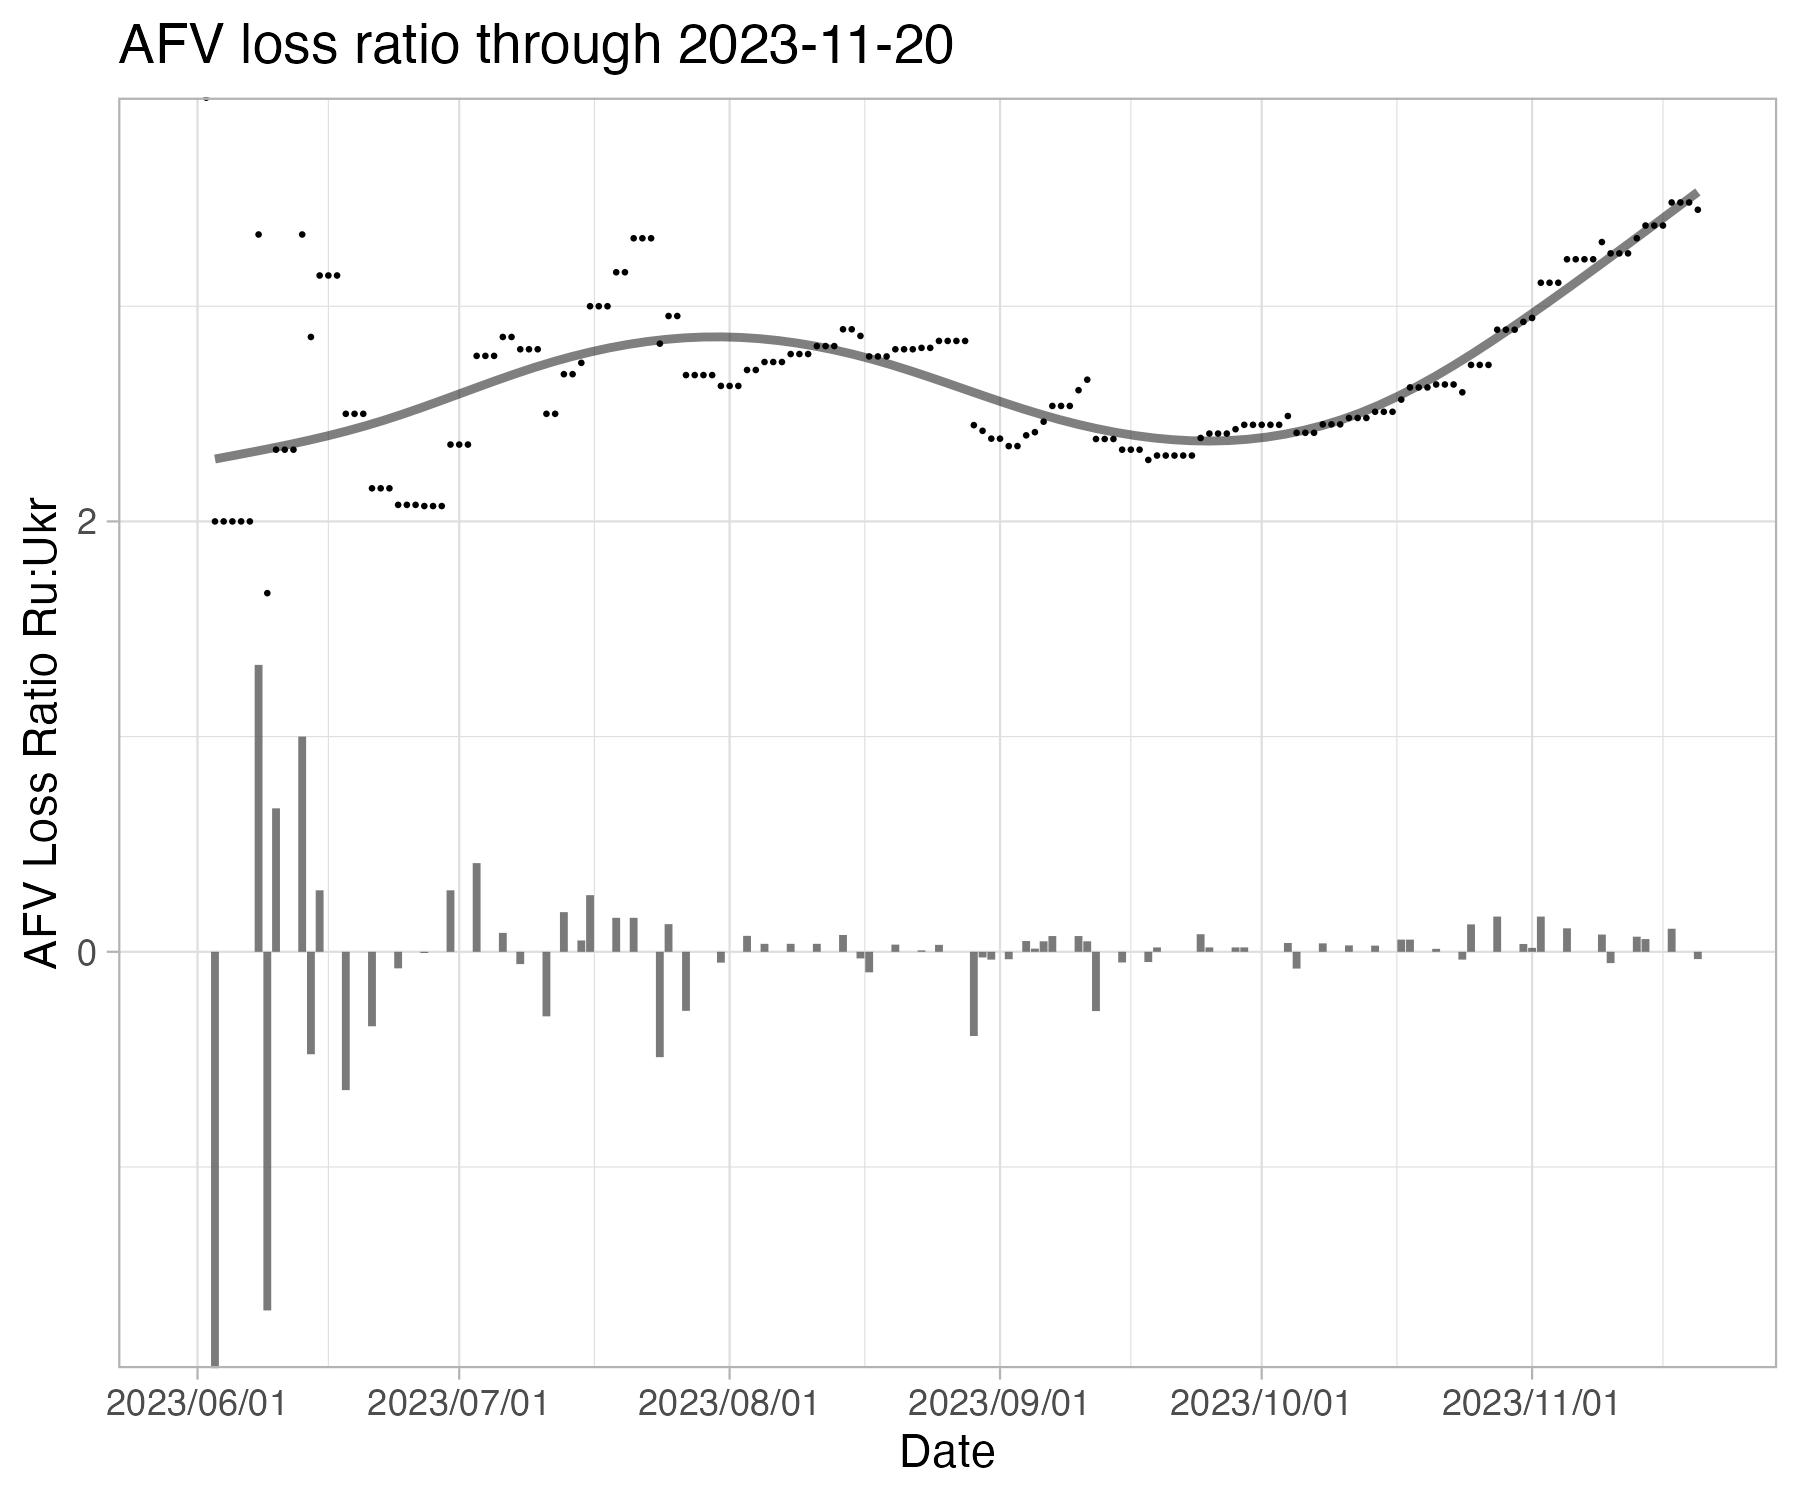 AFV loss ratio through 2023-11-20
AFV Loss Ratio Ru:Ukr
2
0
2023/06/01 2023/07/01 2023/08/01 2023/09/01 2023/10/01 2023/11/01
Date